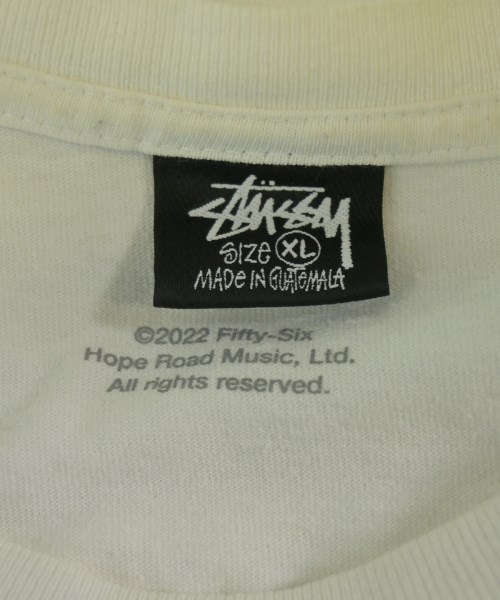 STÜSSY
SIZE XL
MADE IN GUATEMALA
©2022 Fifty-Six
Hope Road Music, Ltd.
All rights reserved.